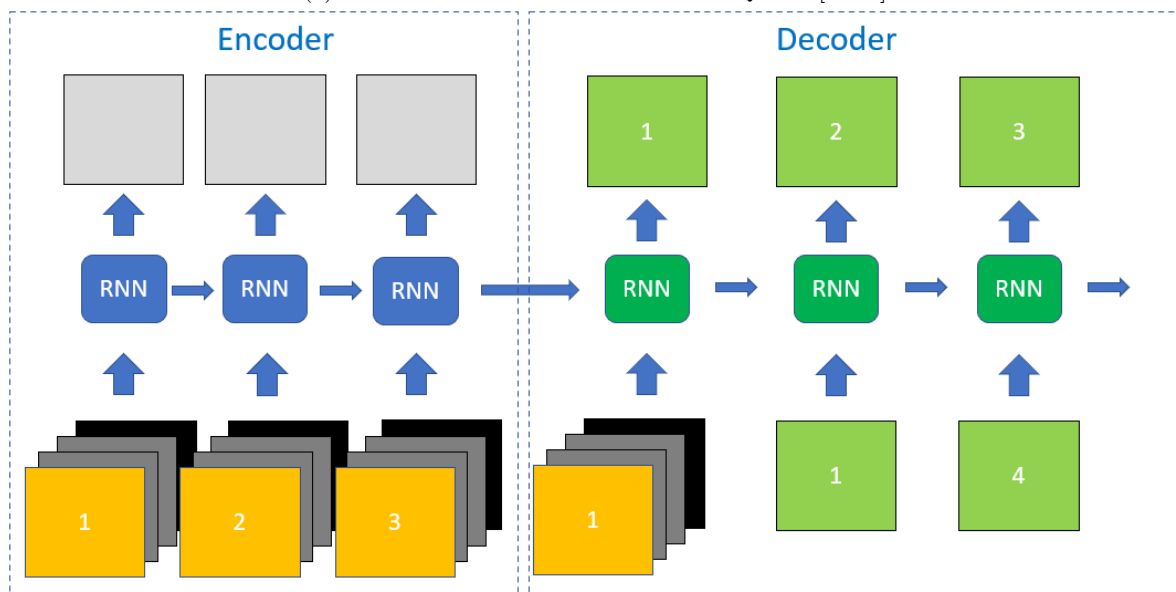 Encoder
Decoder
1 2 3
RNN RNN RNN RNN RNN RNN
1 2 3 1 1 4